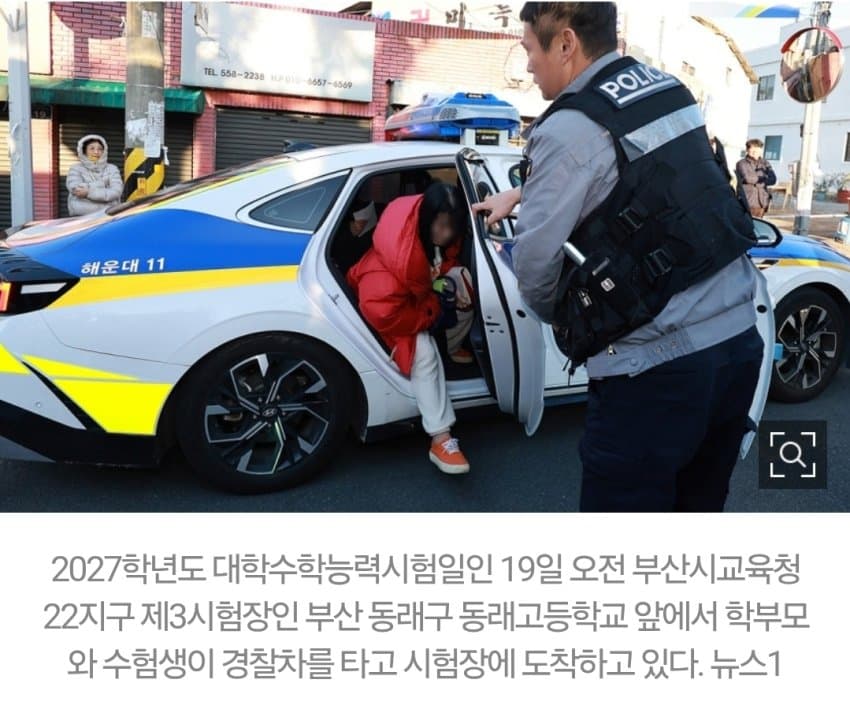 TEL. 558-2238 H.P 010-8657-6569
POLICE
해운대 11
2027학년도 대학수학능력시험일인 19일 오전 부산시교육청
22지구 제3시험장인 부산 동래구 동래고등학교 앞에서 학부모
와 수험생이 경찰차를 타고 시험장에 도착하고 있다. 뉴스1